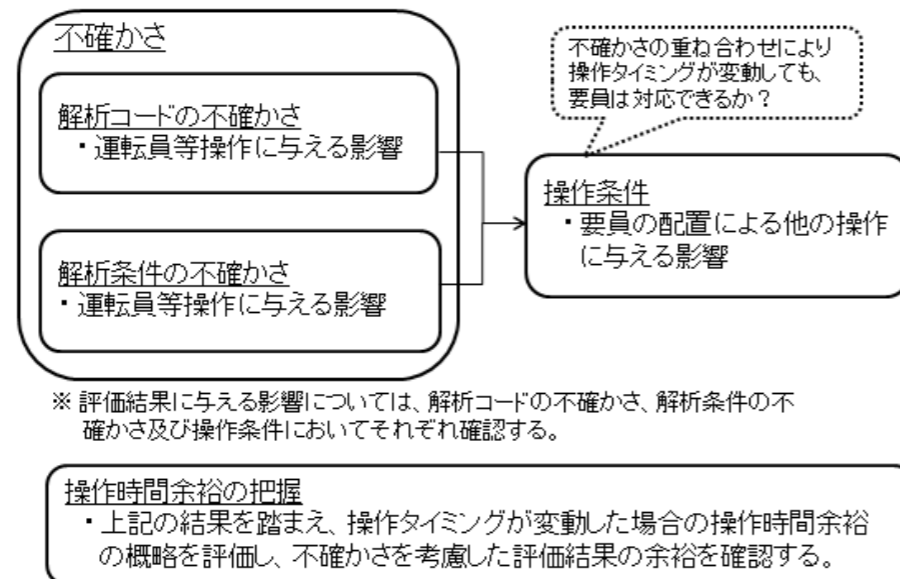 不確かさ
解析コードの不確かさ
・運転員等操作に与える影響
解析条件の不確かさ
・運転員等操作に与える影響
不確かさの重ね合わせにより
操作タイミングが変動しても、
要員は対応できるか？
操作条件
・要員の配置による他の操作
に与える影響
※ 評価結果に与える影響については、解析コードの不確かさ、解析条件の不
確かさ及び操作条件においてそれぞれ確認する。
操作時間余裕の把握
・上記の結果を踏まえ、操作タイミングが変動した場合の操作時間余裕
の概略を評価し、不確かさを考慮した評価結果の余裕を確認する。